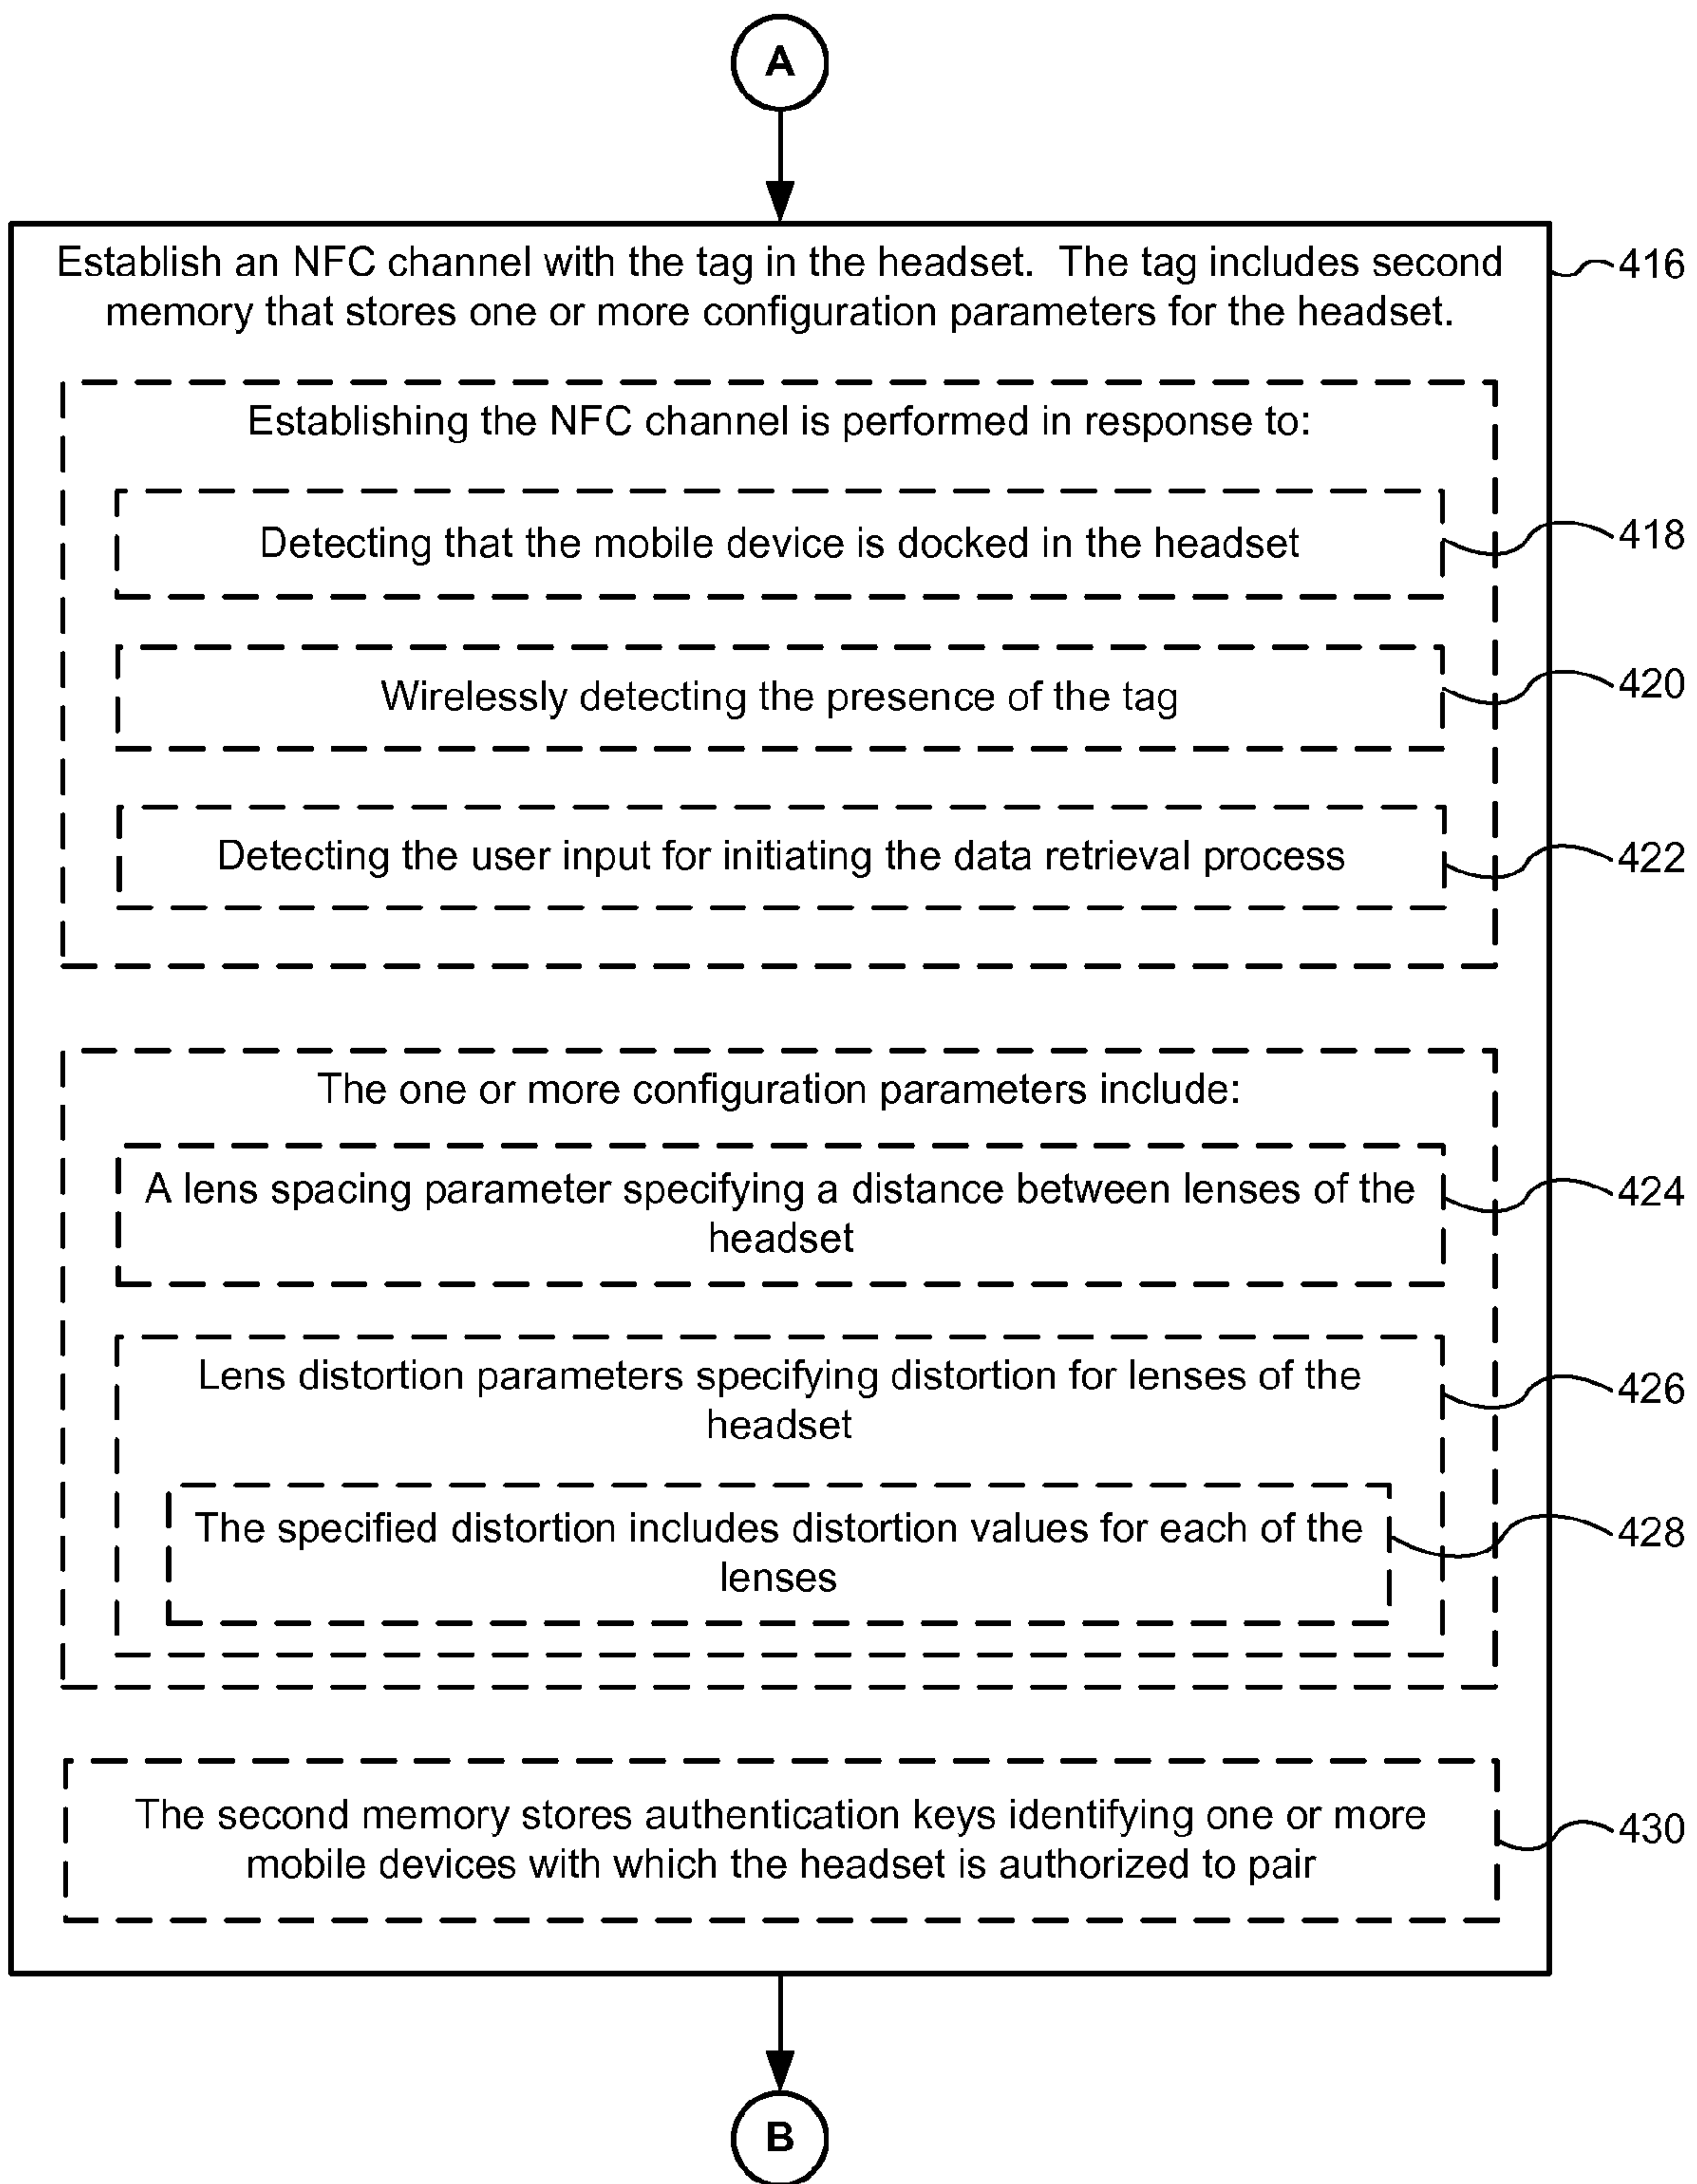 A
Establish an NFC channel with the tag in the headset.  The tag includes second
memory that stores one or more configuration parameters for the headset.
416
Establishing the NFC channel is performed in response to:
Detecting that the mobile device is docked in the headset
418
Wirelessly detecting the presence of the tag
420
Detecting the user input for initiating the data retrieval process
422
The one or more configuration parameters include:
A lens spacing parameter specifying a distance between lenses of the
headset
424
Lens distortion parameters specifying distortion for lenses of the
headset
426
The specified distortion includes distortion values for each of the
lenses
428
The second memory stores authentication keys identifying one or more
mobile devices with which the headset is authorized to pair
430
B